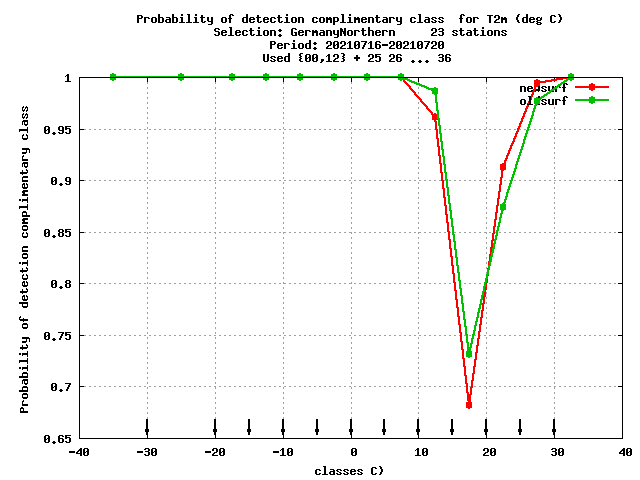 Probability of detection complimentary class  for T2m (deg C)
Selection: GermanyNorthern     23 stations
Period: 20210716-20210720
Used {00,12} + 25 26 ... 36
newsurf
oldsurf
1
0.95
0.9
0.85
0.8
0.75
0.7
0.65
Probability of detection complimentary class
-40 -30 -20 -10 0 10 20 30 40
classes C)